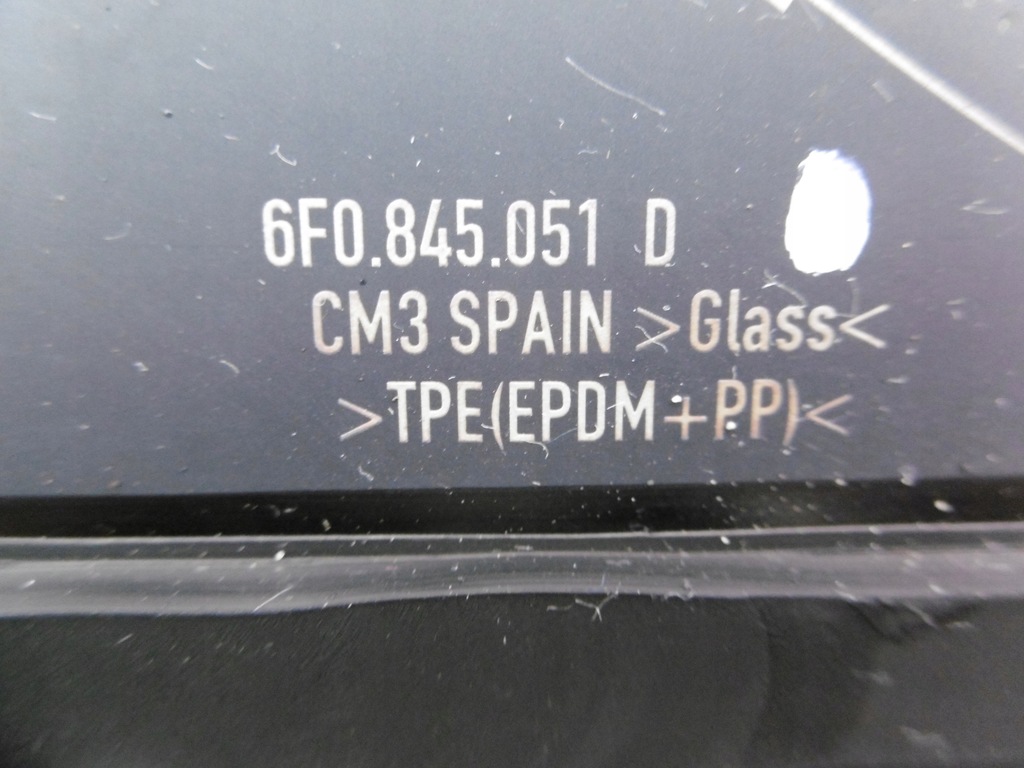 6F0.845.051 D
CM3 SPAIN >Glass<
>TPE(EPDM+PP)<